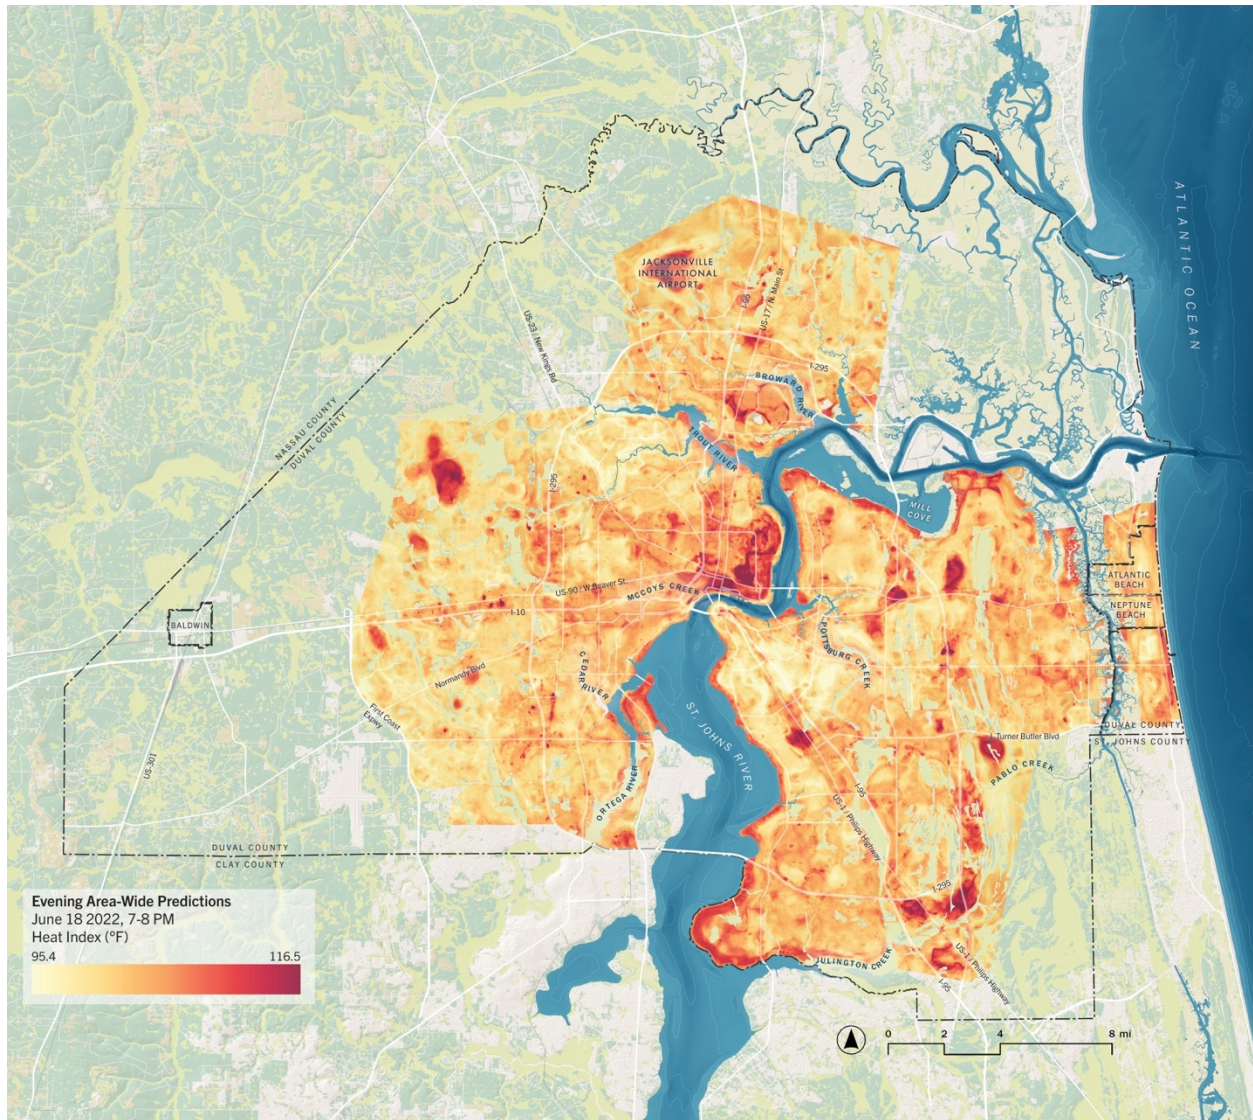 ATLANTIC OCEAN
JACKSONVILLE
INTERNATIONAL
AIRPORT
I-95
US-17 / N. Main St
US-23 / New Kings Rd
I-295
BROWARD RIVER
NASSAU COUNTY
DUVAL COUNTY
TROUT RIVER
I-295
MILL
COVE
US-90 / W Beaver St.
MCCOYS CREEK
ATLANTIC
BEACH
NEPTUNE
BEACH
I-10
BALDWIN
POTTSBURG CREEK
CEDAR RIVER
Normandy Blvd
First Coast
Expwy
ST. JOHNS RIVER
DUVAL COUNTY
ST. JOHNS COUNTY
J. Turner Butler Blvd
PABLO CREEK
US-301
ORTEGA RIVER
I-95
US-1 / Philips Highway
DUVAL COUNTY
CLAY COUNTY
I-295
JULINGTON CREEK
I-95
US-1 / Philips Highway
Evening Area-Wide Predictions
June 18 2022, 7-8 PM
Heat Index (°F)
95.4 116.5
0 2 4 8 mi